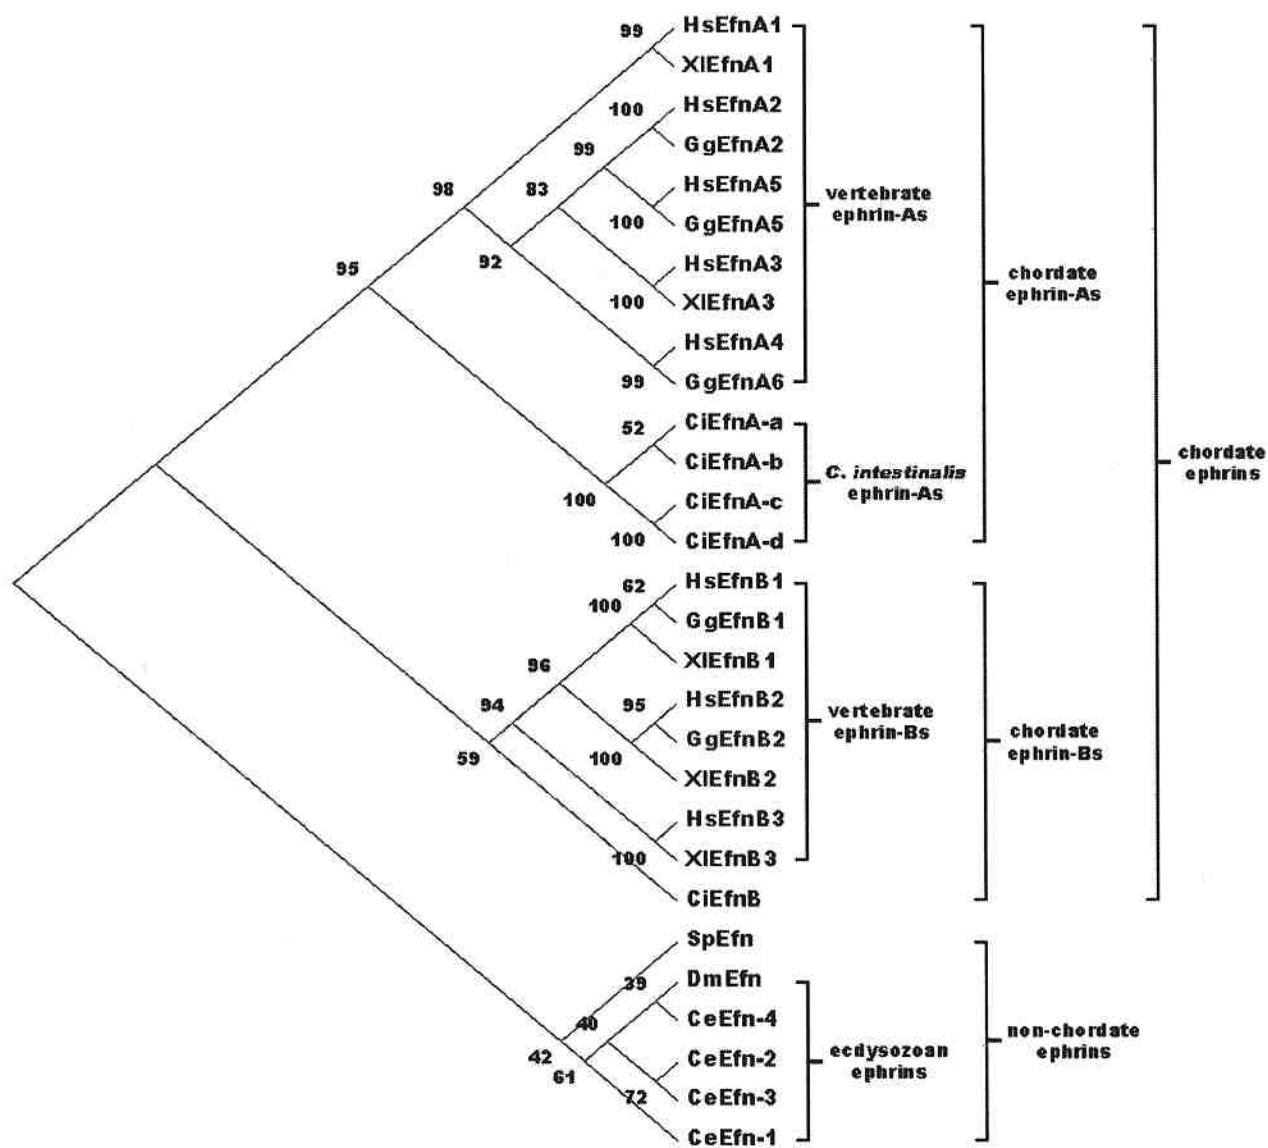 99
HsEfnA1
XlEfnA1
100
HsEfnA2
GgEfnA2
99
HsEfnA5
98
83
vertebrate
ephrin-As
100
GgEfnA5
92
HsEfnA3
95
chordate
ephrin-As
100
XlEfnA3
HsEfnA4
99
GgEfnA6
52
CiEfnA-a
CiEfnA-b
chordate
ephrins
C. intestinalis
ephrin-As
100
CiEfnA-c
100
CiEfnA-d
62
HsEfnB1
100
GgEfnB1
96
XlEfnB1
94
95
HsEfnB2
vertebrate
ephrin-Bs
GgEfnB2
chordate
ephrin-Bs
59
100
XlEfnB2
HsEfnB3
100
XlEfnB3
CiEfnB
SpEfn
39
DmEfn
40
CeEfn-4
non-chordate
ephrins
42
CeEfn-2
ecdysozoan
ephrins
61
72
CeEfn-3
CeEfn-1